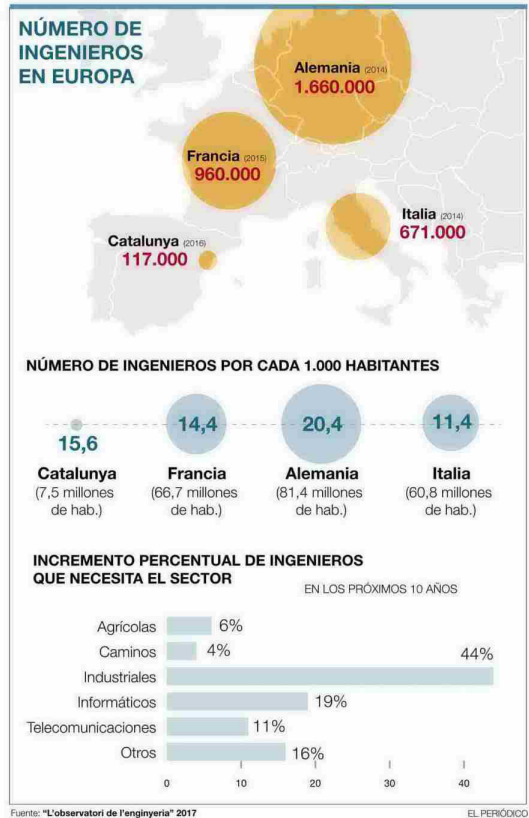 NÚMERO DE
INGENIEROS
EN EUROPA
Alemania (2014)
1.660.000
Francia (2015)
960.000
Italia (2014)
671.000
Catalunya (2016)
117.000
NÚMERO DE INGENIEROS POR CADA 1.000 HABITANTES
15,6
14,4
20,4
11,4
Catalunya
(7,5 millones
de hab.)
Francia
(66,7 millones
de hab.)
Alemania
(81,4 millones
de hab.)
Italia
(60,8 millones
de hab.)
INCREMENTO PERCENTUAL DE INGENIEROS
QUE NECESITA EL SECTOR
EN LOS PRÓXIMOS 10 AÑOS
Agrícolas 6%
Caminos 4%
Industriales 44%
Informáticos 19%
Telecomunicaciones 11%
Otros 16%
0 10 20 30 40
Fuente: "L'observatori de l'enginyeria" 2017
EL PERIÓDICO